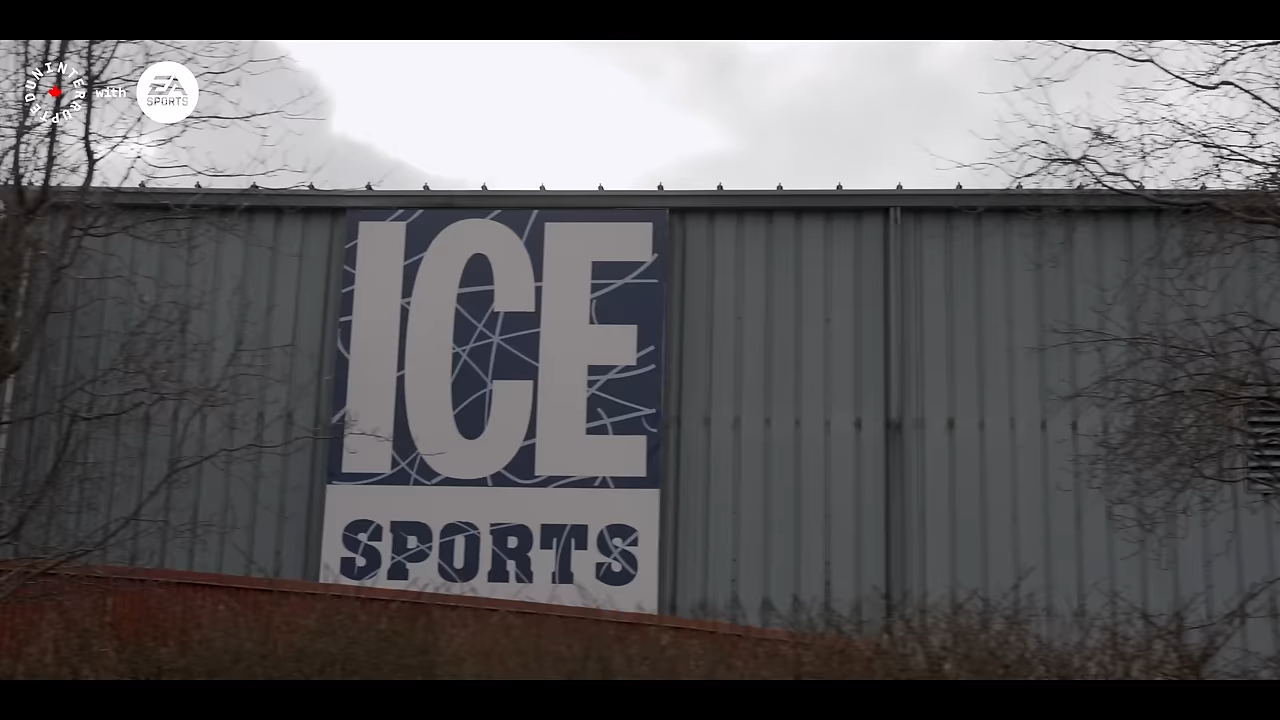 UNINTERRUPTED
with
EA
SPORTS
ICE
SPORTS